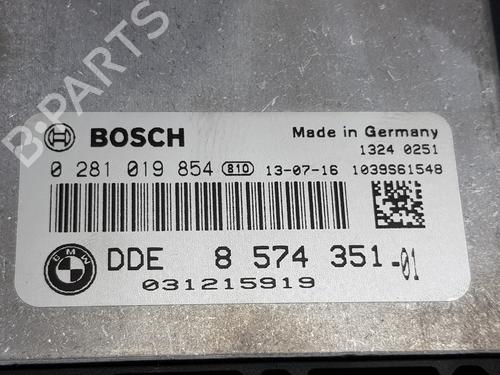 B-PARTS
BOSCH
Made in Germany
1324 0251
0 281 019 854 810 13-07-16 1039S61548
BMW
DDE 8 574 351-01
031215919